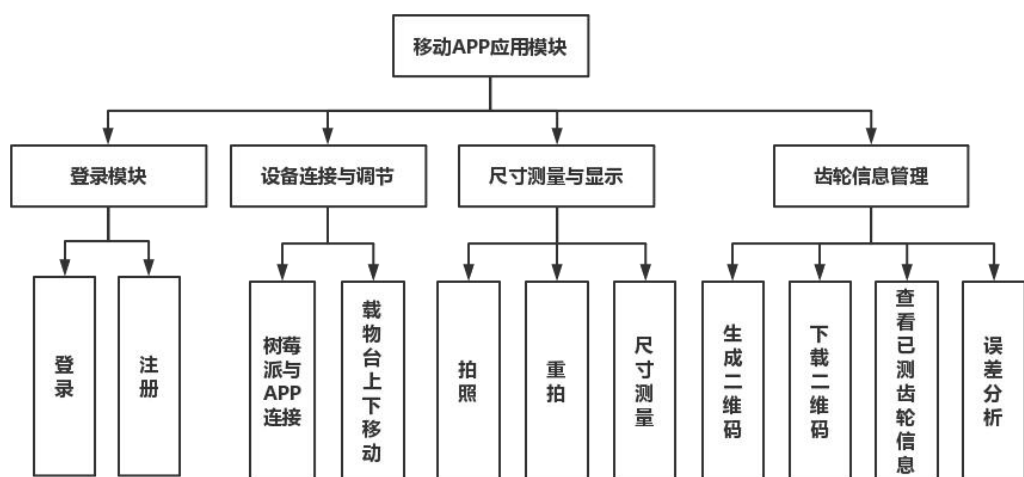 移动APP应用模块
登录模块
设备连接与调节
尺寸测量与显示
齿轮信息管理
登录
注册
树莓
派与
APP
连接
载物台上下移动
拍照
重拍
尺寸测量
生成二维码
下载二维码
查看已测齿轮信息
误差分析